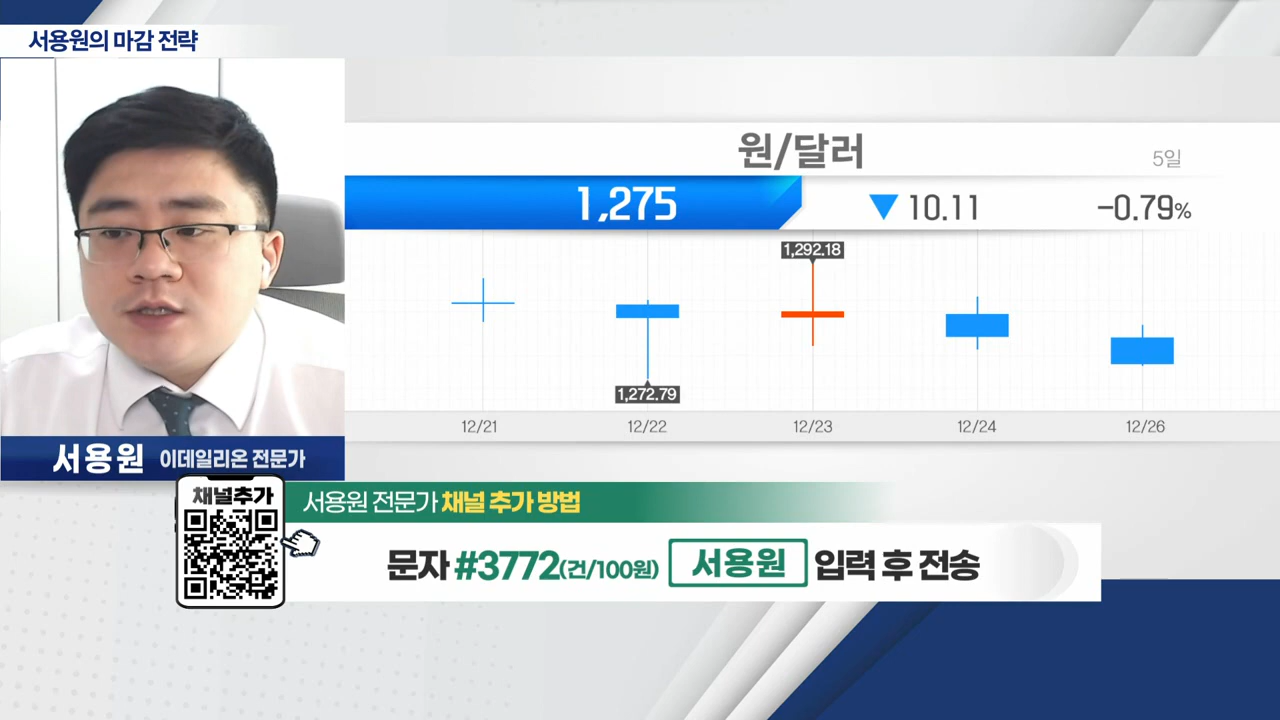 서용원의 마감 전략
원/달러
5일
1,275
▼ 10.11
-0.79%
1,292.18
1,272.79
12/21
12/22
12/23
12/24
12/26
서용원 이데일리온 전문가
채널추가
서용원 전문가 채널 추가 방법
문자 #3772(건/100원) 서용원 입력 후 전송